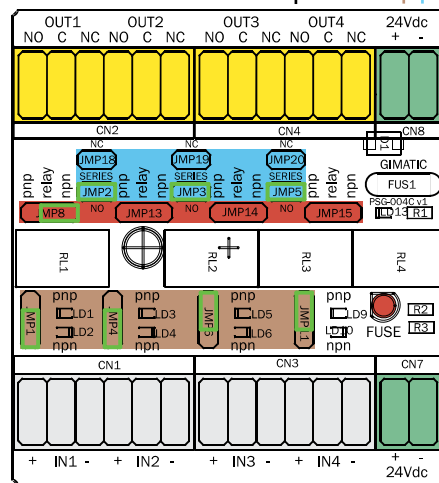 OUT1 OUT2 OUT3 OUT4 24Vdc
NO C NC NO C NC NO C NC NO C NC + -
CN2 CN4 CN8
NC NC NC D1
JMP18 JMP19 JMP20
SERIES SERIES SERIES GIMATIC
pnp relay npn JMP2 pnp relay npn JMP3 pnp relay npn JMP5 pnp relay npn FUS1
PSG-004C v1
JMP8 NO JMP13 NO JMP14 NO JMP15 LD13 R1
RL1 RL2 RL3 RL4
pnp pnp pnp pnp
JMP1 LD1 JMP4 LD3 JMP6 LD5 JMP11 LD9 R2
LD2 LD4 LD6 LD10 FUSE R3
npn npn npn npn
CN1 CN3 CN7
+ IN1 - + IN2 - + IN3 - + IN4 - + -
24Vdc